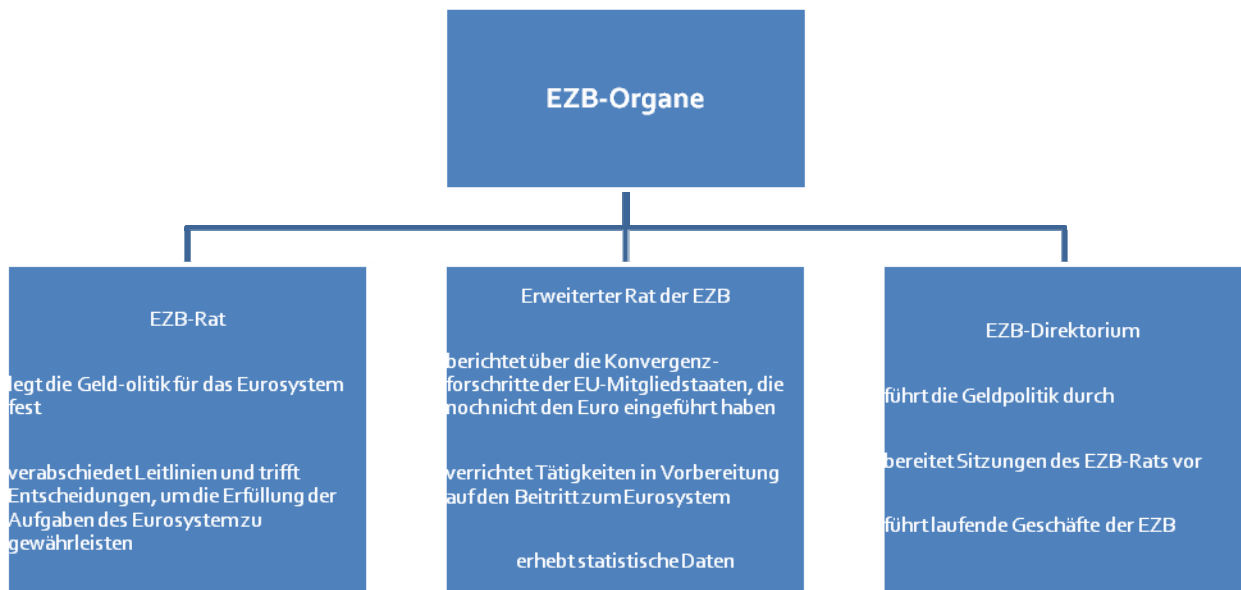 EZB-Organe
EZB-Rat
legt die Geld-olitik für das Eurosystem
fest
verabschiedet Leitlinien und trifft
Entscheidungen, um die Erfüllung der
Aufgaben des Eurosystem zu
gewährleisten
Erweiterter Rat der EZB
berichtet über die Konvergenz-
forschritte der EU-Mitgliedstaaten, die
noch nicht den Euro eingeführt haben
verrichtet Tätigkeiten in Vorbereitung
auf den Beitritt zum Eurosystem
erhebt statistische Daten
EZB-Direktorium
führt die Geldpolitik durch
bereitet Sitzungen des EZB-Rats vor
führt laufende Geschäfte der EZB